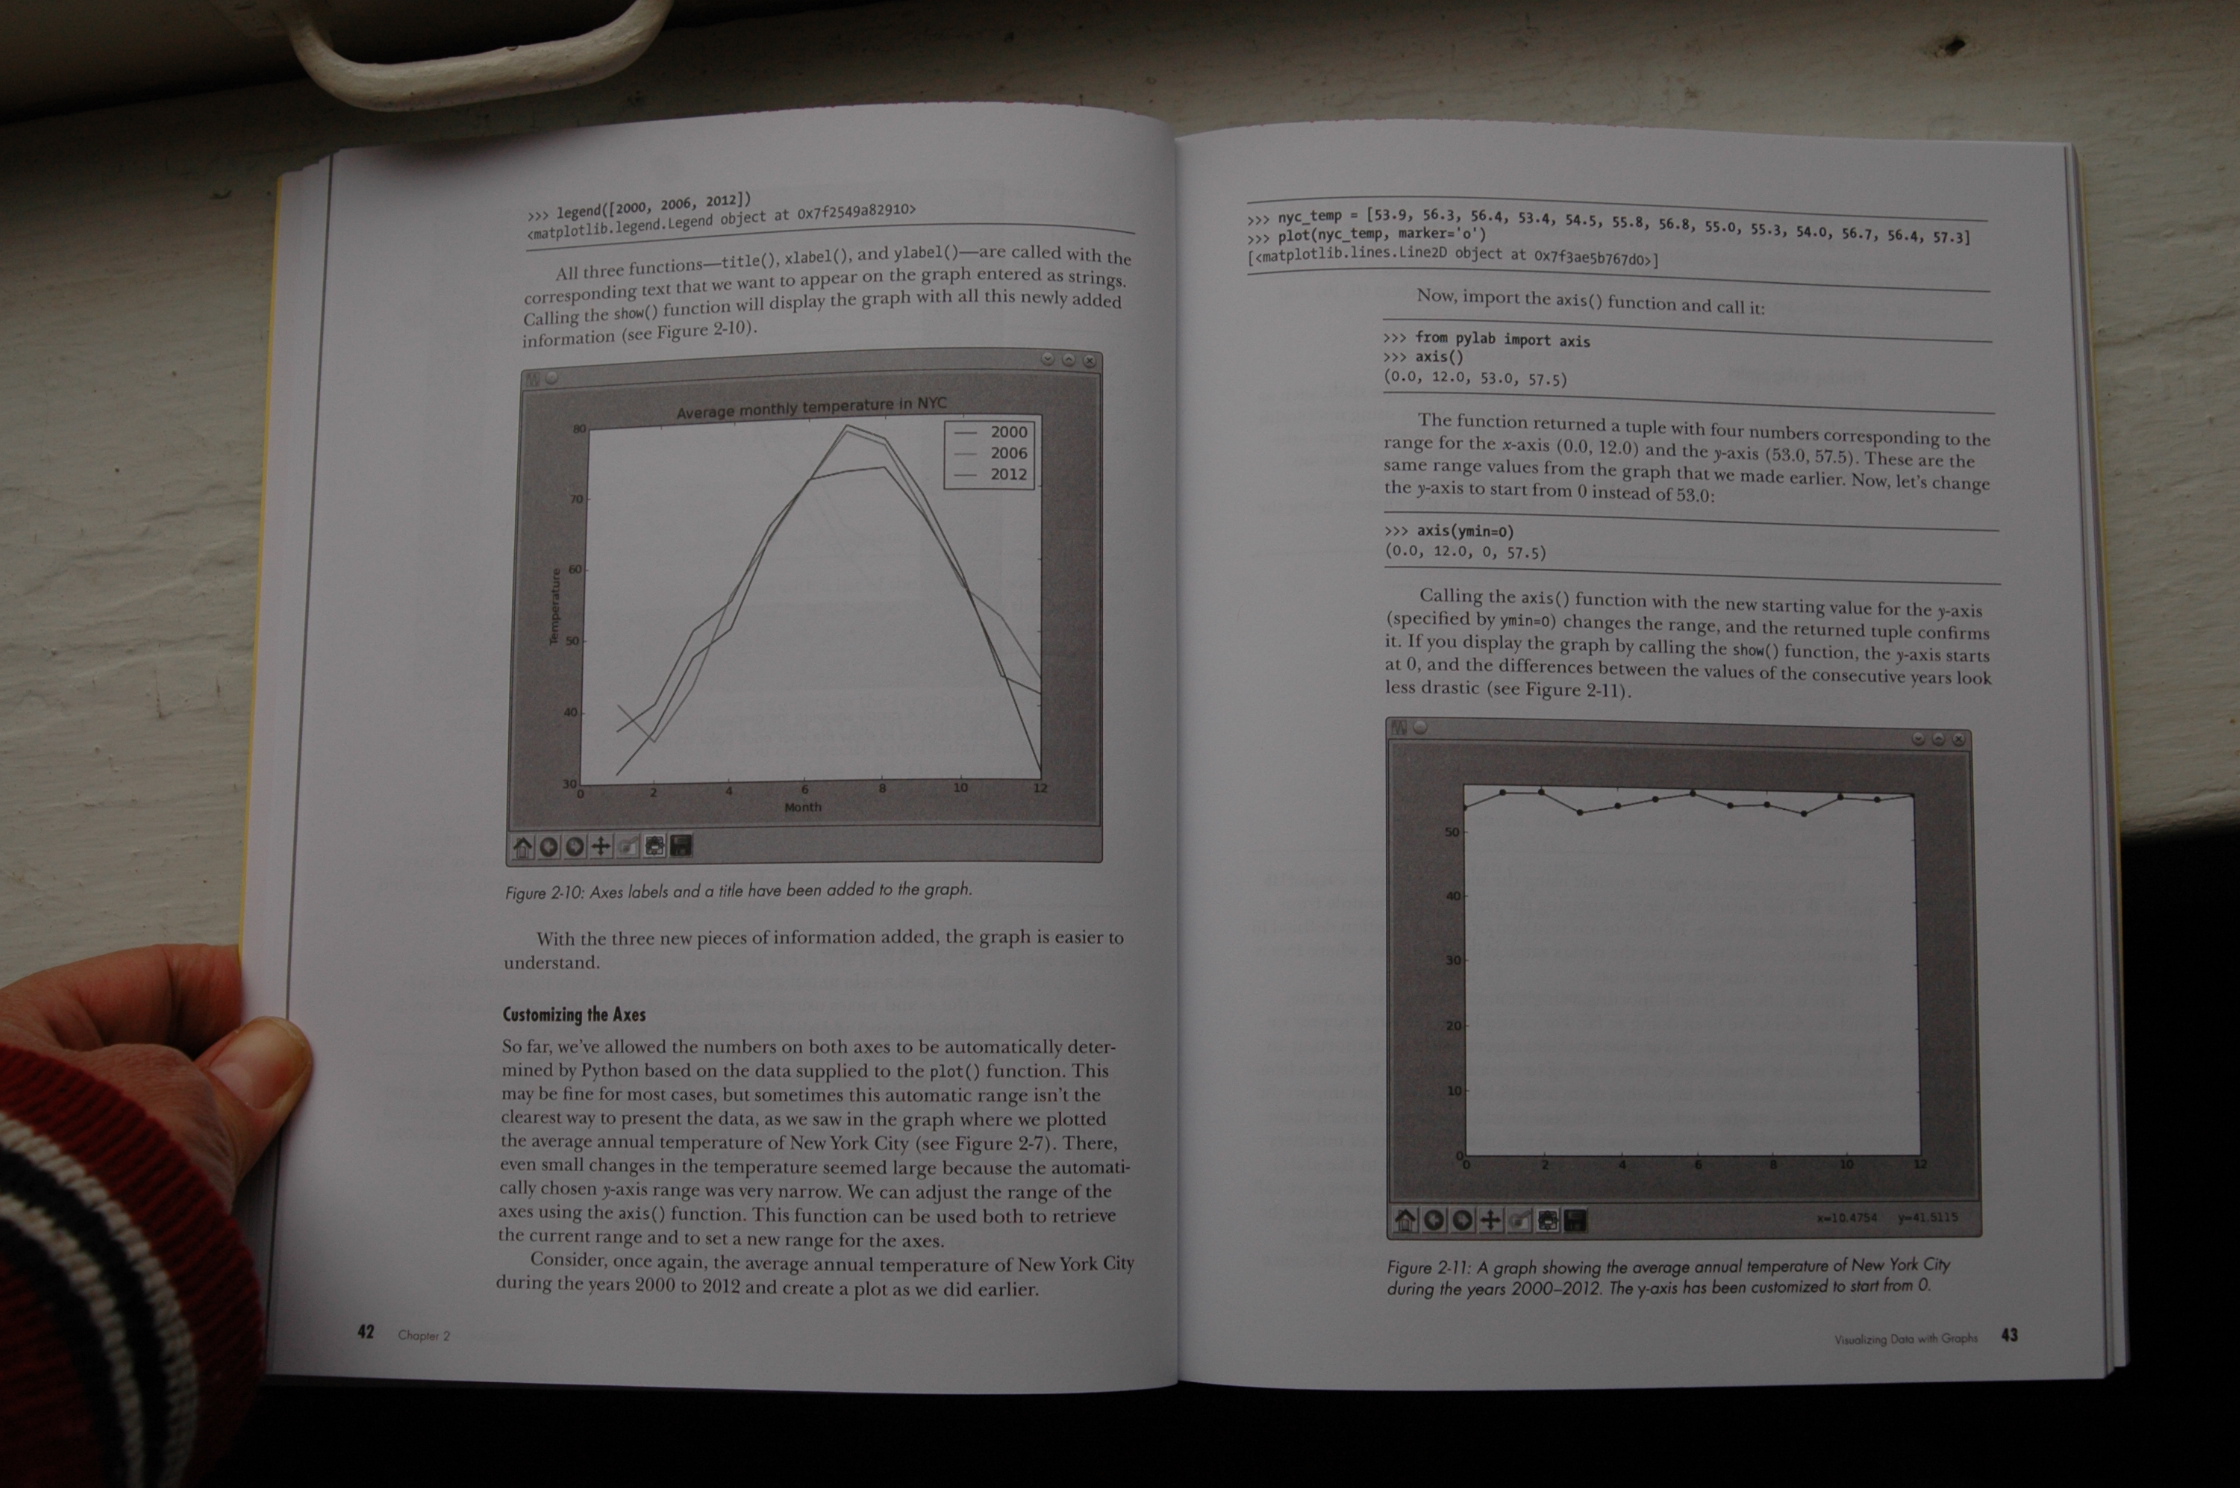 >>> legend([2000, 2006, 2012])
<matplotlib.legend.Legend object at 0x7f2549a82910>
All three functions—title(), xlabel(), and ylabel()—are called with the
corresponding text that we want to appear on the graph entered as strings.
Calling the show() function will display the graph with all this newly added
information (see Figure 2-10).
Average monthly temperature in NYC
2000
2006
2012
80
70
60
50
40
30
Temperature
0 2 4 6 8 10 12
Month
Figure 2-10: Axes labels and a title have been added to the graph.
With the three new pieces of information added, the graph is easier to
understand.
Customizing the Axes
So far, we've allowed the numbers on both axes to be automatically deter-
mined by Python based on the data supplied to the plot() function. This
may be fine for most cases, but sometimes this automatic range isn't the
clearest way to present the data, as we saw in the graph where we plotted
the average annual temperature of New York City (see Figure 2-7). There,
even small changes in the temperature seemed large because the automati-
cally chosen y-axis range was very narrow. We can adjust the range of the
axes using the axis() function. This function can be used both to retrieve
the current range and to set a new range for the axes.
Consider, once again, the average annual temperature of New York City
during the years 2000 to 2012 and create a plot as we did earlier.
42 Chapter 2
>>> nyc_temp = [53.9, 56.3, 56.4, 53.4, 54.5, 55.8, 56.8, 55.0, 55.3, 54.0, 56.7, 56.4, 57.3]
>>> plot(nyc_temp, marker='o')
[<matplotlib.lines.Line2D object at 0x7f3ae5b767d0>]
Now, import the axis() function and call it:
>>> from pylab import axis
>>> axis()
(0.0, 12.0, 53.0, 57.5)
The function returned a tuple with four numbers corresponding to the
range for the x-axis (0.0, 12.0) and the y-axis (53.0, 57.5). These are the
same range values from the graph that we made earlier. Now, let's change
the y-axis to start from 0 instead of 53.0:
>>> axis(ymin=0)
(0.0, 12.0, 0, 57.5)
Calling the axis() function with the new starting value for the y-axis
(specified by ymin=0) changes the range, and the returned tuple confirms
it. If you display the graph by calling the show() function, the y-axis starts
at 0, and the differences between the values of the consecutive years look
less drastic (see Figure 2-11).
50
40
30
20
10
0
0 2 4 6 8 10 12
x=10.4754 y=41.5115
Figure 2-11: A graph showing the average annual temperature of New York City
during the years 2000–2012. The y-axis has been customized to start from 0.
Visualizing Data with Graphs 43